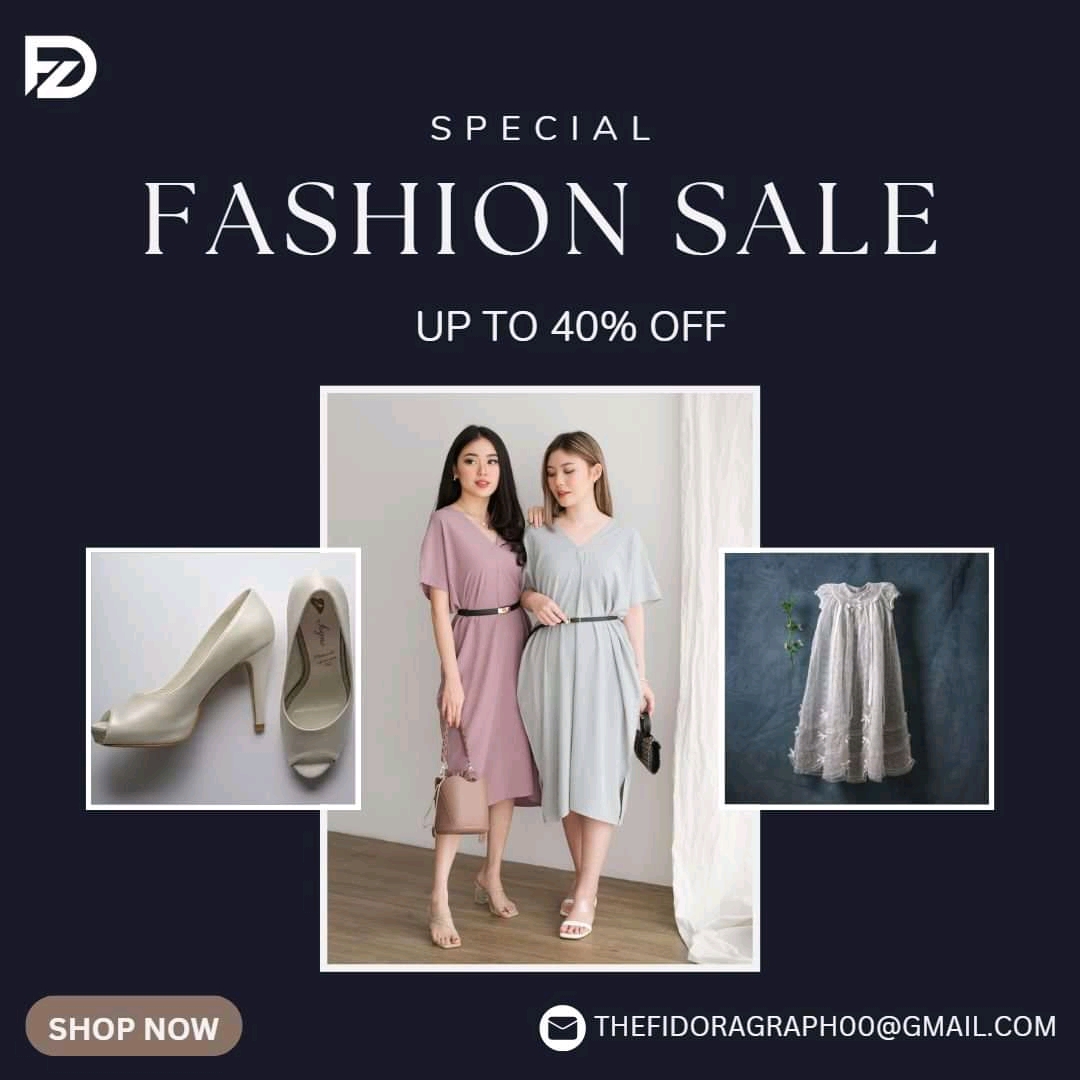 SPECIAL
FASHION SALE
UP TO 40% OFF
SHOP NOW
THEFIDORAGRAPH00@GMAIL.COM